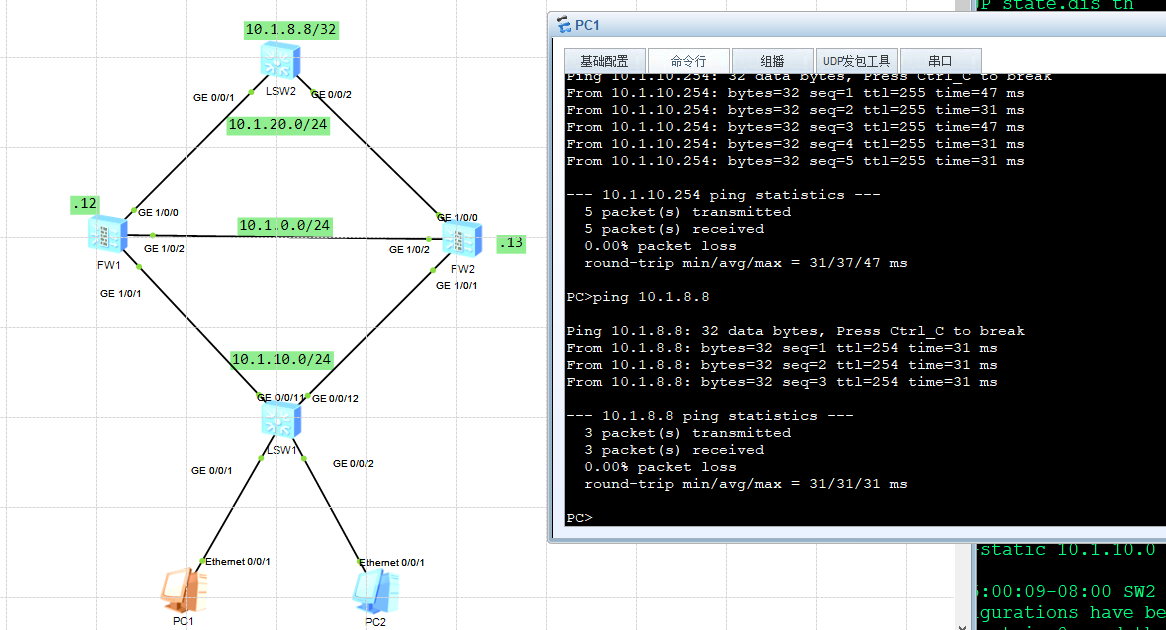 10.1.8.8/32
LSW2
GE 0/0/1
GE 0/0/2
10.1.20.0/24
.12
GE 1/0/0
GE 1/0/0
10.1.0.0/24
GE 1/0/2
GE 1/0/2
.13
FW1
FW2
GE 1/0/1
GE 1/0/1
10.1.10.0/24
GE 0/0/11
GE 0/0/12
LSW1
GE 0/0/1
GE 0/0/2
Ethernet 0/0/1
Ethernet 0/0/1
PC1
PC2
PC1
基础配置
命令行
组播
UDP发包工具
串口
Ping 10.1.10.254: 32 data bytes, Press Ctrl_C to break
From 10.1.10.254: bytes=32 seq=1 ttl=255 time=47 ms
From 10.1.10.254: bytes=32 seq=2 ttl=255 time=31 ms
From 10.1.10.254: bytes=32 seq=3 ttl=255 time=47 ms
From 10.1.10.254: bytes=32 seq=4 ttl=255 time=31 ms
From 10.1.10.254: bytes=32 seq=5 ttl=255 time=31 ms
--- 10.1.10.254 ping statistics ---
5 packet(s) transmitted
5 packet(s) received
0.00% packet loss
round-trip min/avg/max = 31/37/47 ms
PC>ping 10.1.8.8
Ping 10.1.8.8: 32 data bytes, Press Ctrl_C to break
From 10.1.8.8: bytes=32 seq=1 ttl=254 time=31 ms
From 10.1.8.8: bytes=32 seq=2 ttl=254 time=31 ms
From 10.1.8.8: bytes=32 seq=3 ttl=254 time=31 ms
--- 10.1.8.8 ping statistics ---
3 packet(s) transmitted
3 packet(s) received
0.00% packet loss
round-trip min/avg/max = 31/31/31 ms
PC>
state.dis th
-static 10.1.10.0
:00:09-08:00 SW2
gurations have be